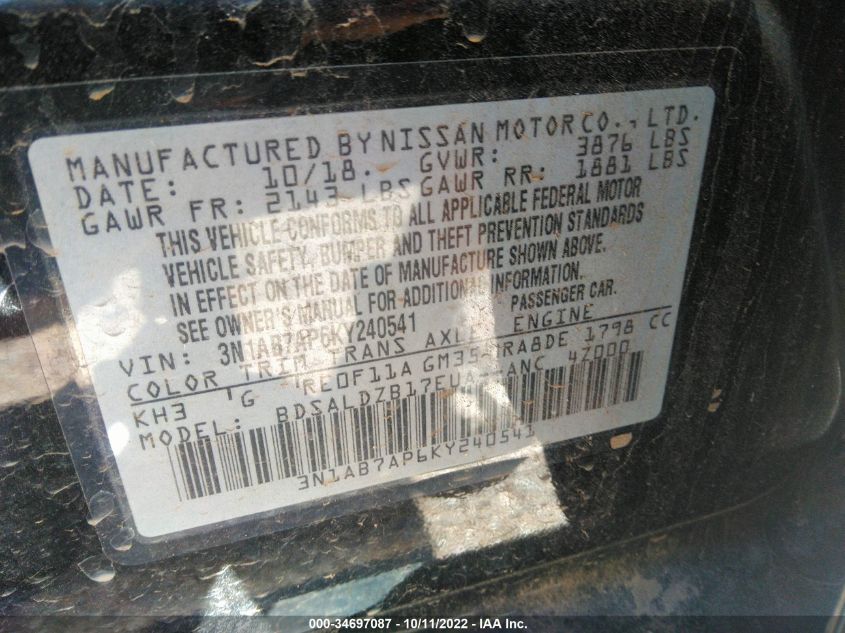 MANUFACTURED BY NISSAN MOTOR CO., LTD.
DATE: 10/18. GVWR: 3876 LBS
GAWR FR: 2143 LBS GAWR RR: 1881 LBS
THIS VEHICLE CONFORMS TO ALL APPLICABLE FEDERAL MOTOR
VEHICLE SAFETY, BUMPER AND THEFT PREVENTION STANDARDS
IN EFFECT ON THE DATE OF MANUFACTURE SHOWN ABOVE.
SEE OWNER'S MANUAL FOR ADDITIONAL INFORMATION.
VIN: 3N1AB7AP6KY240541 PASSENGER CAR.
COLOR TRIM TRANS AXLE ENGINE
KH3 'G 'RE0F11A GM35 MRA8DE 1798 CC
MODEL: 4Z000
3N1AB7AP6KY240541
000-34697087 - 10/11/2022 - IAA Inc.